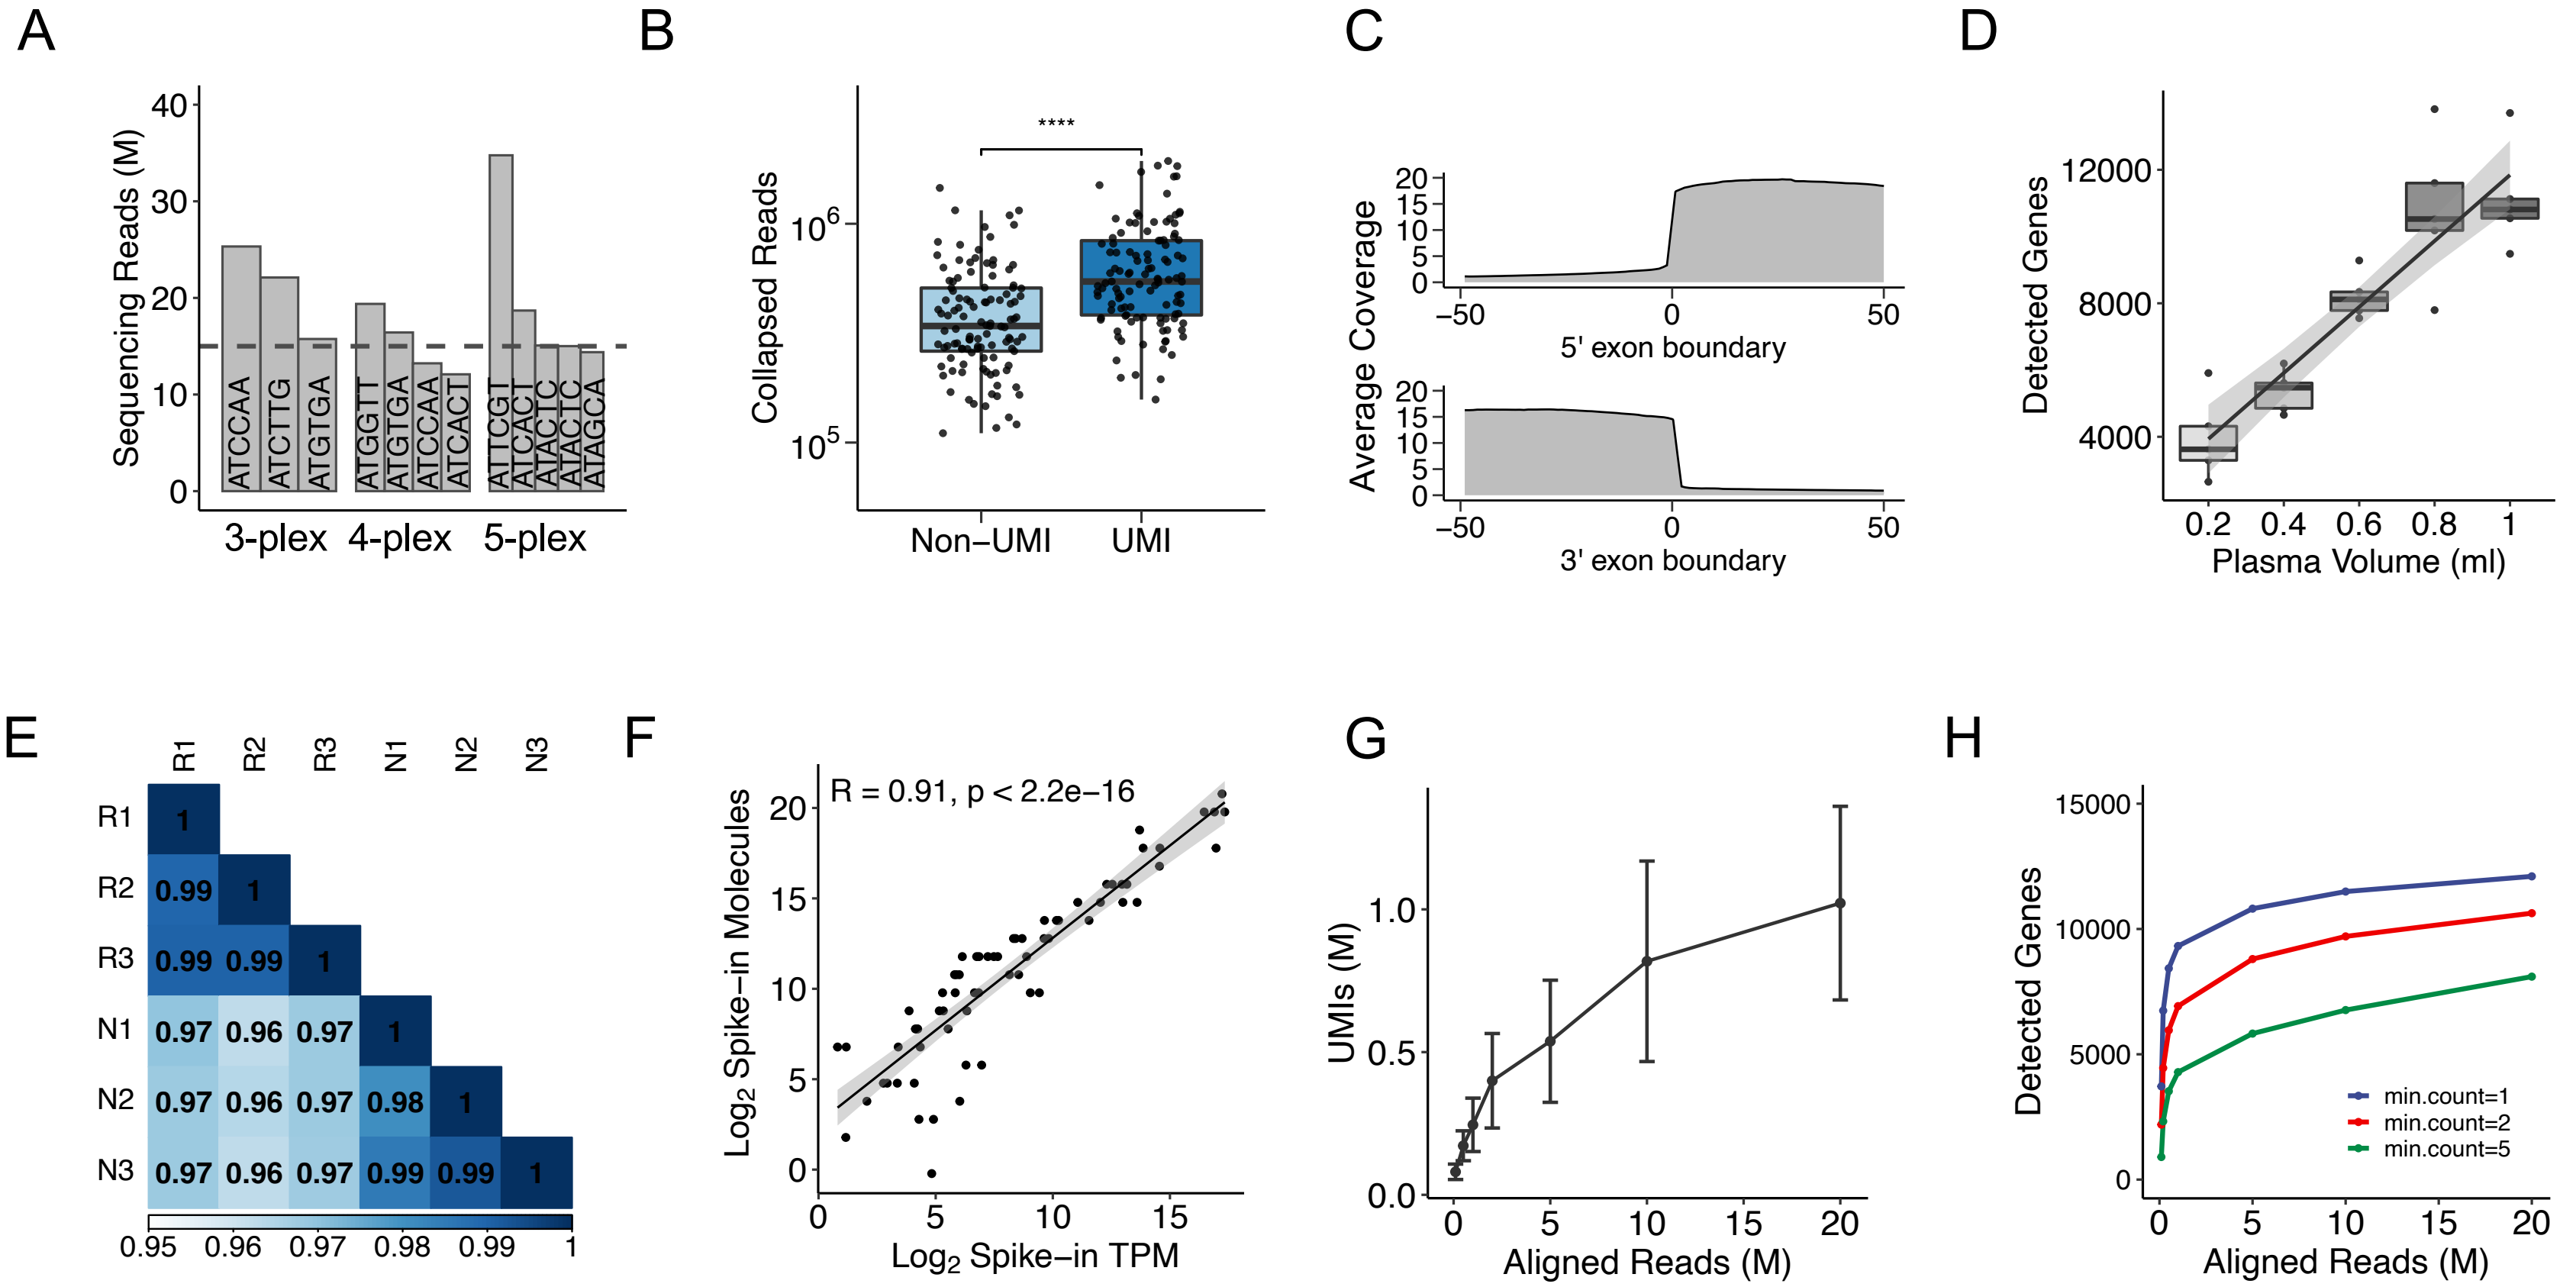 A
Sequencing Reads (M)
40
30
20
10
0
ATCCAA
ATCTTG
ATGTGA
ATGGTT
ATGTGA
ATCCAA
ATCACT
ATTCGT
ATCACT
ATACTC
ATACTC
ATAGCA
3-plex 4-plex 5-plex
B
Collapsed Reads
****
10⁶
10⁵
Non−UMI UMI
C
Average Coverage
20
15
10
5
0
−50 0 50
5' exon boundary
20
15
10
5
0
−50 0 50
3' exon boundary
D
Detected Genes
12000
8000
4000
0.2 0.4 0.6 0.8 1
Plasma Volume (ml)
E
R1 R2 R3 N1 N2 N3
R1 1
R2 0.99 1
R3 0.99 0.99 1
N1 0.97 0.96 0.97 1
N2 0.97 0.96 0.97 0.98 1
N3 0.97 0.96 0.97 0.99 0.99 1
0.95 0.96 0.97 0.98 0.99 1
F
Log₂ Spike−in Molecules
R = 0.91, p < 2.2e−16
20
15
10
5
0
0 5 10 15
Log₂ Spike−in TPM
G
UMIs (M)
1.0
0.5
0.0
0 5 10 15 20
Aligned Reads (M)
H
Detected Genes
15000
10000
5000
0
min.count=1
min.count=2
min.count=5
0 5 10 15 20
Aligned Reads (M)